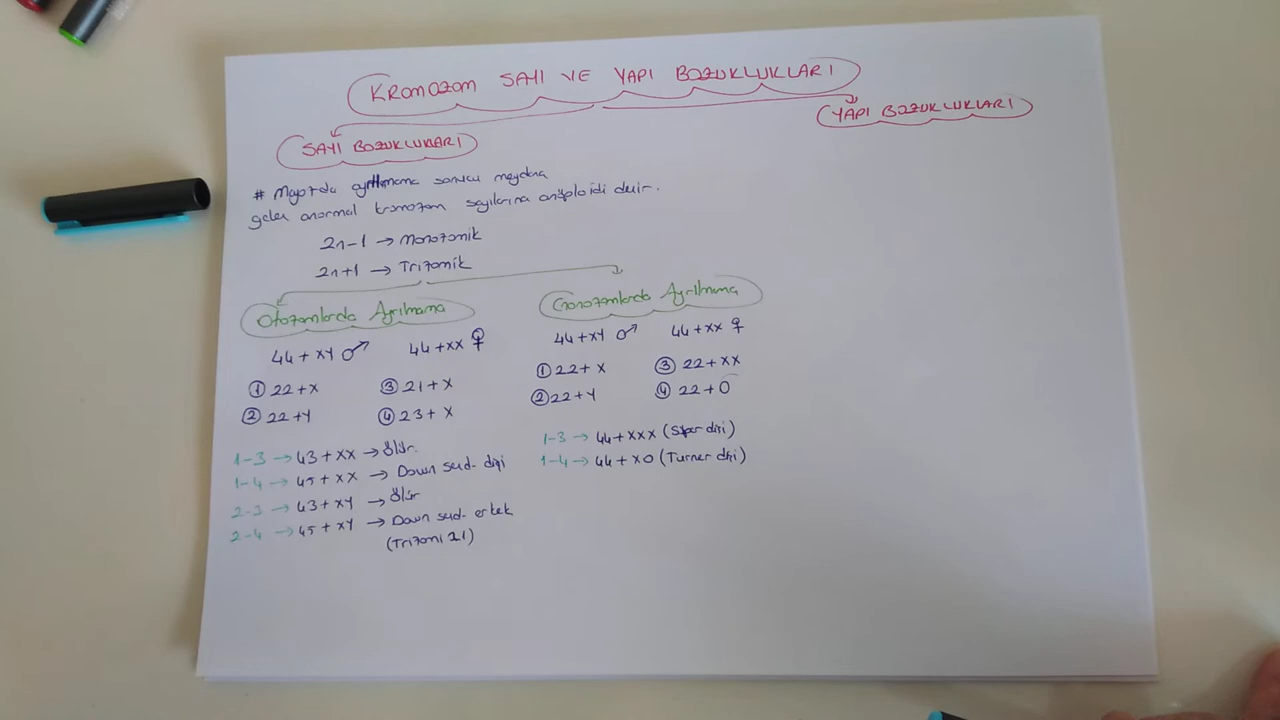 KROMOZOM SAYI VE YAPI BOZUKLUKLARI
SAYI BOZUKLUKLARI
YAPI BOZUKLUKLARI
# Mayozda ayrılmama sonucu meydana
gelen anormal kromozom sayılarına anöploidi denir.
2n-1 → Monozomik
2n+1 → Trizomik
Otozomlarda Ayrılmama
44 + XY ♂ 44 + XX ♀
① 22 + X ③ 21 + X
② 22 + Y ④ 23 + X
1-3 → 43 + XX → Ölür.
1-4 → 45 + XX → Down send. dişi
2-3 → 43 + XY → Ölür
2-4 → 45 + XY → Down send. erkek
(Trizomi 21)
Gonozomlarda Ayrılmama
44 + XY ♂ 44 + XX ♀
① 22 + X ③ 22 + XX
② 22 + Y ④ 22 + O
1-3 → 44 + XXX (Süper dişi)
1-4 → 44 + XO (Turner dişi)